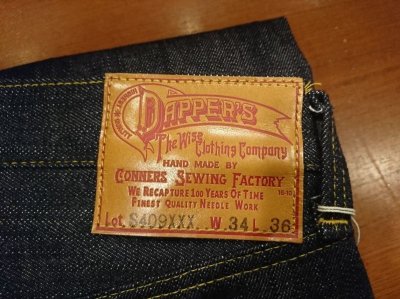 DAPPER'S
The Wise
Clothing Company
HAND MADE BY
CONNERS SEWING FACTORY
WE RECAPTURE 100 YEARS OF TIME
FINEST QUALITY NEEDLE WORK
Lot. S409XXX W. 34 L. 36